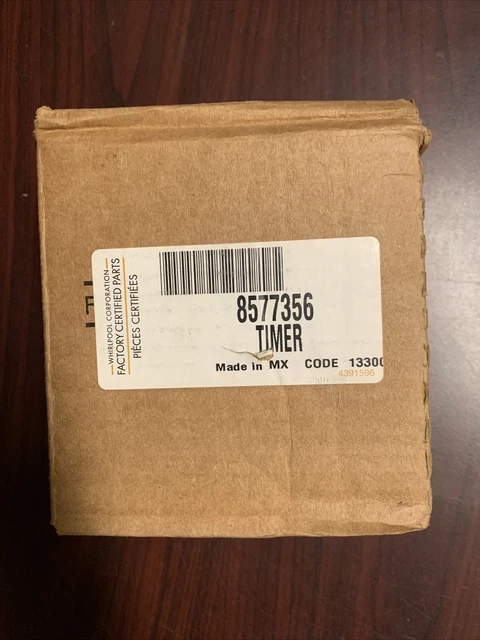 WHIRLPOOL CORPORATION
FACTORY CERTIFIED PARTS
PIÈCES CERTIFIÉES
8577356
TIMER
Made in MX CODE 13300
4391596